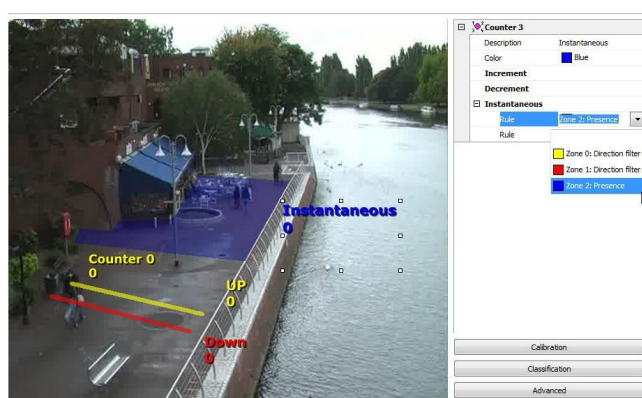 Counter 3
Description Instantaneous
Color Blue
Increment
Decrement
Instantaneous
Rule Zone 2: Presence
Rule
Zone 0: Direction filter
Zone 1: Direction filter
Zone 2: Presence
Instantaneous
0
Counter 0
0
UP
0
Down
0
Calibration
Classification
Advanced